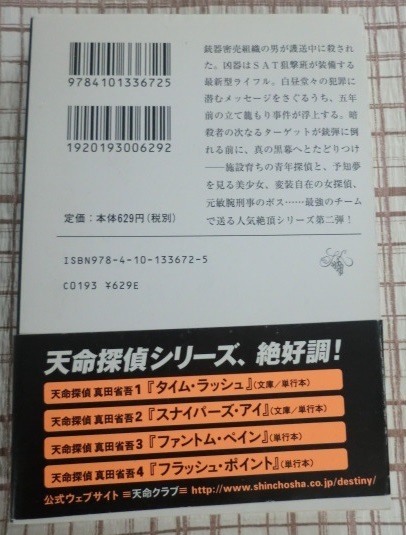 銃器密売組織の男が護送中に殺され
た。凶器はSAT狙撃班が装備する
最新型ライフル。白昼堂々の犯罪に
潜むメッセージをさぐるうち、五年
前の立て籠もり事件が浮上する。暗
殺者の次なるターゲットが銃弾に倒
れる前に、真の黒幕へとたどりつけ
――施設育ちの青年探偵と、予知夢
を見る美少女、変装自在の女探偵、
元敏腕刑事のボス……最強のチーム
で送る人気絶頂シリーズ第二弾！
9784101336725
1920193006292
定価：本体629円（税別）
ISBN978-4-10-133672-5
C0193 ¥629E
天命探偵シリーズ、絶好調！
天命探偵 真田省吾1『タイム・ラッシュ』（文庫／単行本）
天命探偵 真田省吾2『スナイパーズ・アイ』（文庫／単行本）
天命探偵 真田省吾3『ファントム・ペイン』（単行本）
天命探偵 真田省吾4『フラッシュ・ポイント』（単行本）
公式ウェブサイト ≡天命クラブ≡ http://www.shinchosha.co.jp/destiny/